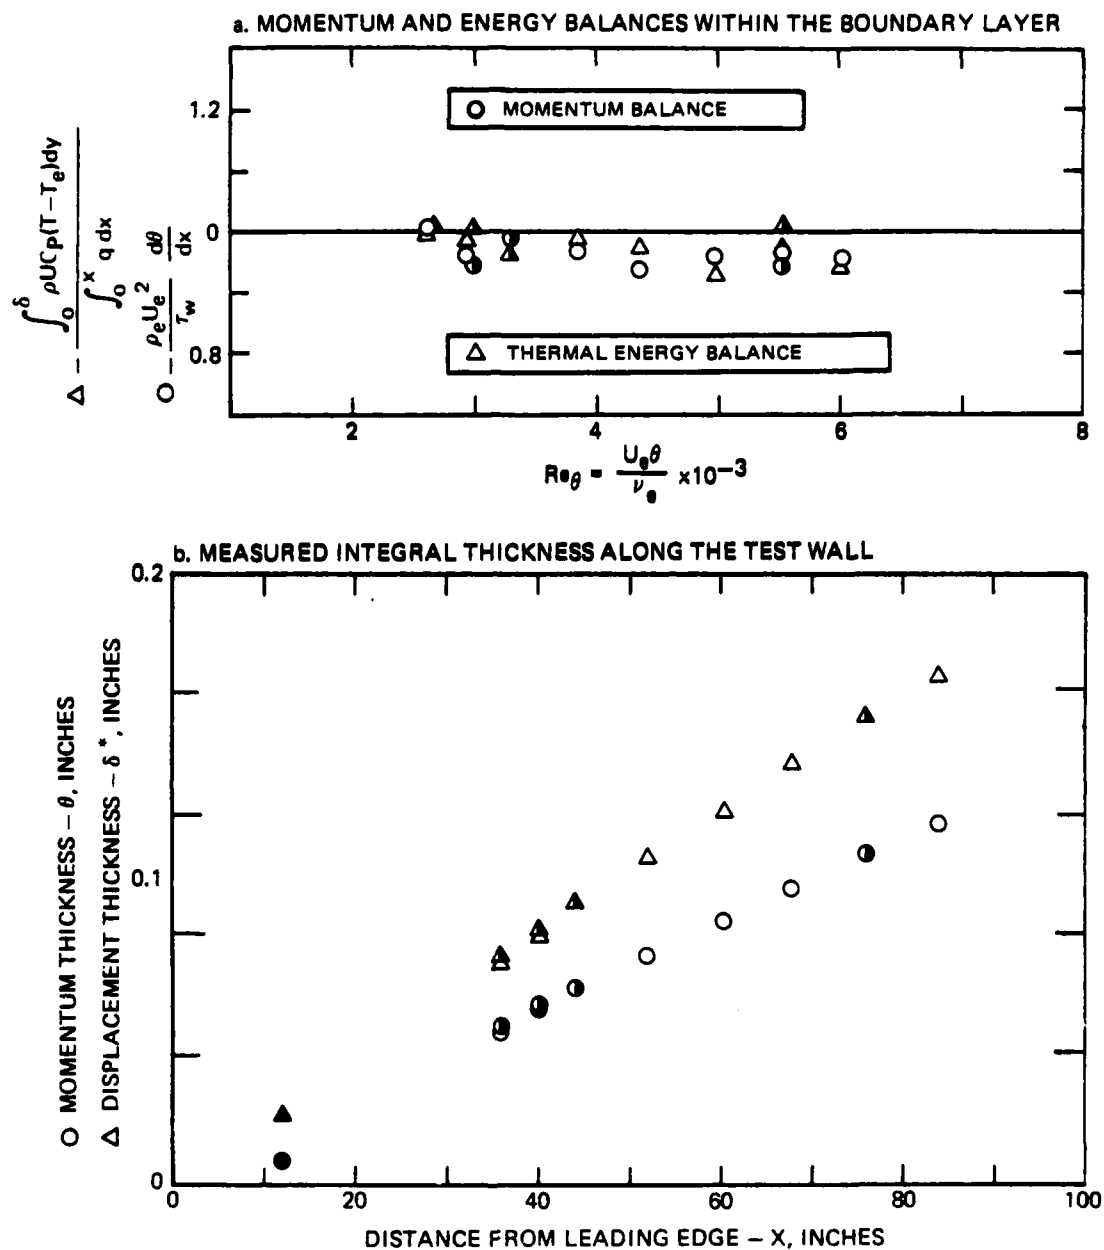 a. MOMENTUM AND ENERGY BALANCES WITHIN THE BOUNDARY LAYER
1.2
O MOMENTUM BALANCE
0
△ THERMAL ENERGY BALANCE
0.8
△ – ∫₀^δ ρUCp(T–Te)dy / ∫₀^x q dx
O – ρeUe² / τw dθ/dx
2 4 6 8
Reθ = Ueθ / νe ×10⁻³
b. MEASURED INTEGRAL THICKNESS ALONG THE TEST WALL
0.2
0.1
0
O MOMENTUM THICKNESS – θ, INCHES
△ DISPLACEMENT THICKNESS – δ*, INCHES
0 20 40 60 80 100
DISTANCE FROM LEADING EDGE – X, INCHES